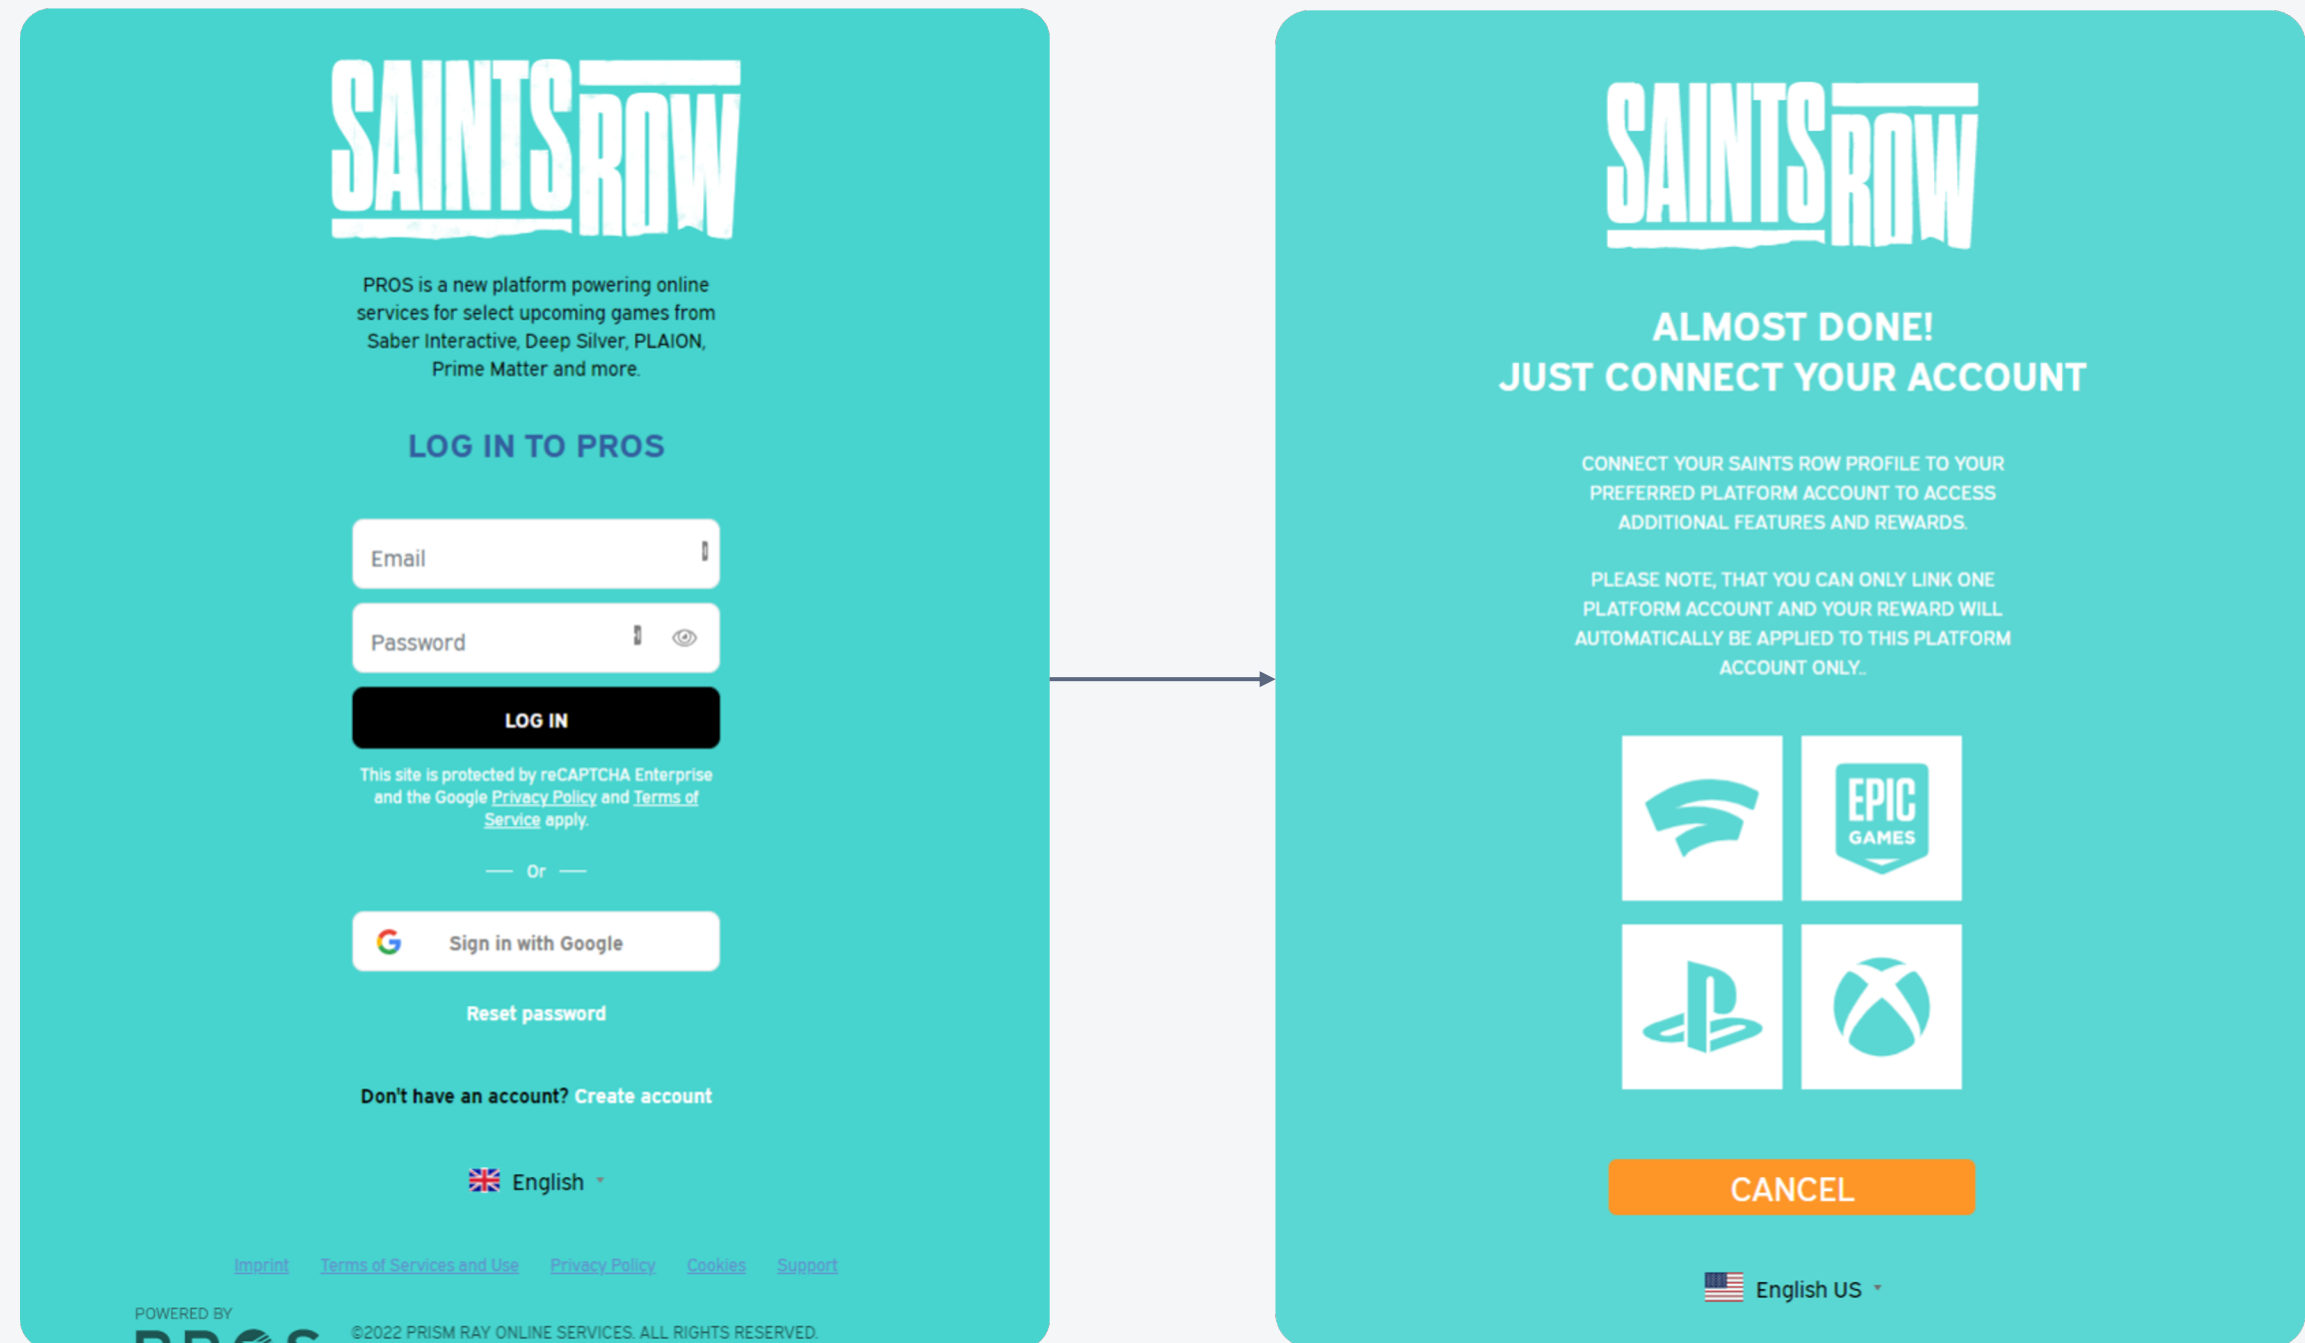 SAINTS ROW
PROS is a new platform powering online
services for select upcoming games from
Saber Interactive, Deep Silver, PLAION,
Prime Matter and more.
LOG IN TO PROS
Email
Password
LOG IN
This site is protected by reCAPTCHA Enterprise
and the Google Privacy Policy and Terms of
Service apply.
Or
Sign in with Google
Reset password
Don't have an account? Create account
English
Imprint Terms of Services and Use Privacy Policy Cookies Support
POWERED BY
PROS
©2022 PRISM RAY ONLINE SERVICES. ALL RIGHTS RESERVED.
SAINTS ROW
ALMOST DONE!
JUST CONNECT YOUR ACCOUNT
CONNECT YOUR SAINTS ROW PROFILE TO YOUR
PREFERRED PLATFORM ACCOUNT TO ACCESS
ADDITIONAL FEATURES AND REWARDS.
PLEASE NOTE, THAT YOU CAN ONLY LINK ONE
PLATFORM ACCOUNT AND YOUR REWARD WILL
AUTOMATICALLY BE APPLIED TO THIS PLATFORM
ACCOUNT ONLY..
EPIC
GAMES
CANCEL
English US